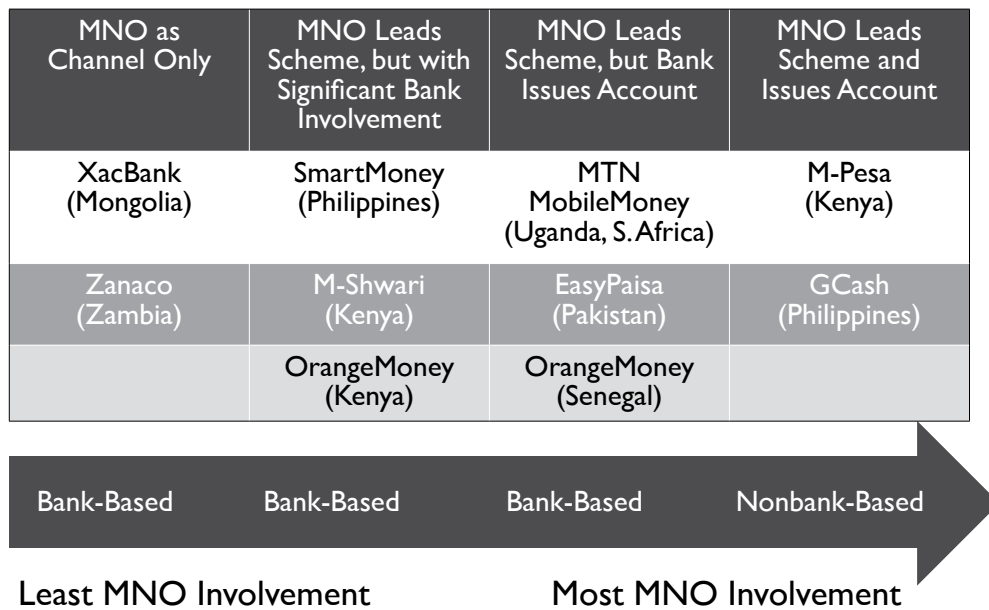 MNO as
Channel Only
MNO Leads
Scheme, but with
Significant Bank
Involvement
MNO Leads
Scheme, but Bank
Issues Account
MNO Leads
Scheme and
Issues Account
XacBank
(Mongolia)
SmartMoney
(Philippines)
MTN
MobileMoney
(Uganda, S. Africa)
M-Pesa
(Kenya)
Zanaco
(Zambia)
M-Shwari
(Kenya)
EasyPaisa
(Pakistan)
GCash
(Philippines)
OrangeMoney
(Kenya)
OrangeMoney
(Senegal)
Bank-Based
Bank-Based
Bank-Based
Nonbank-Based
Least MNO Involvement
Most MNO Involvement